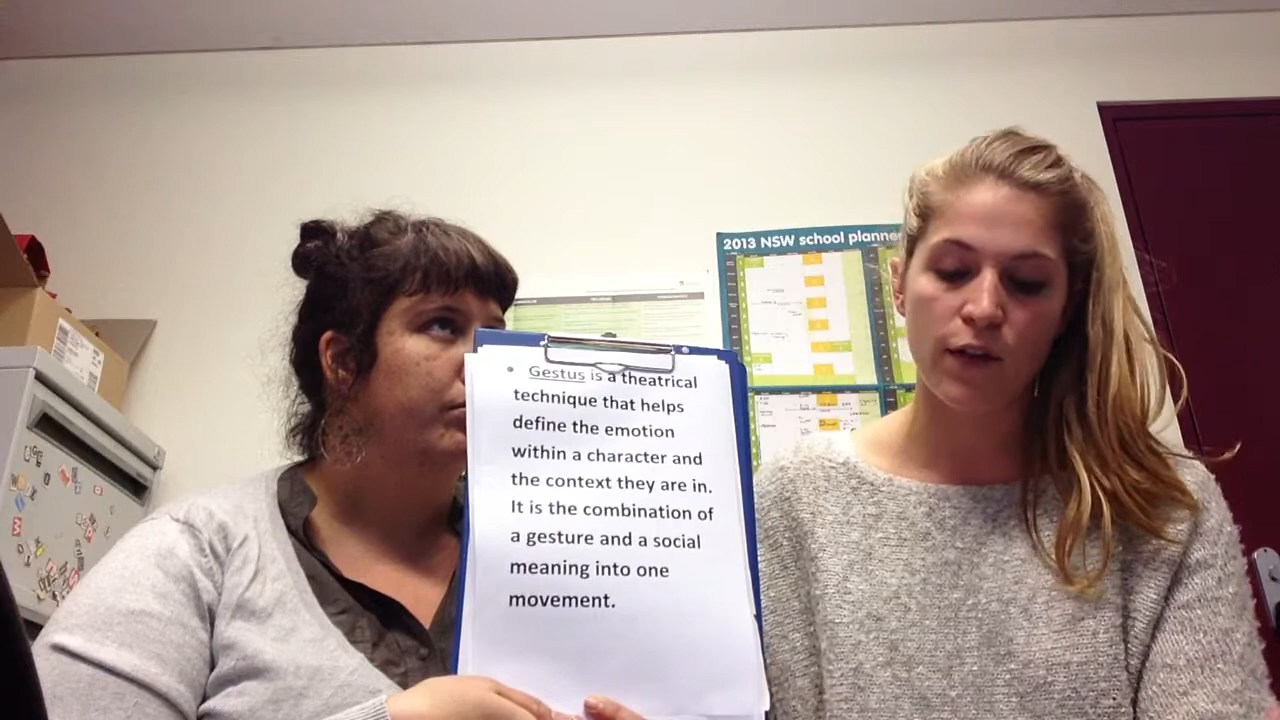 2013 NSW school planner
• Gestus is a theatrical
technique that helps
define the emotion
within a character and
the context they are in.
It is the combination of
a gesture and a social
meaning into one
movement.